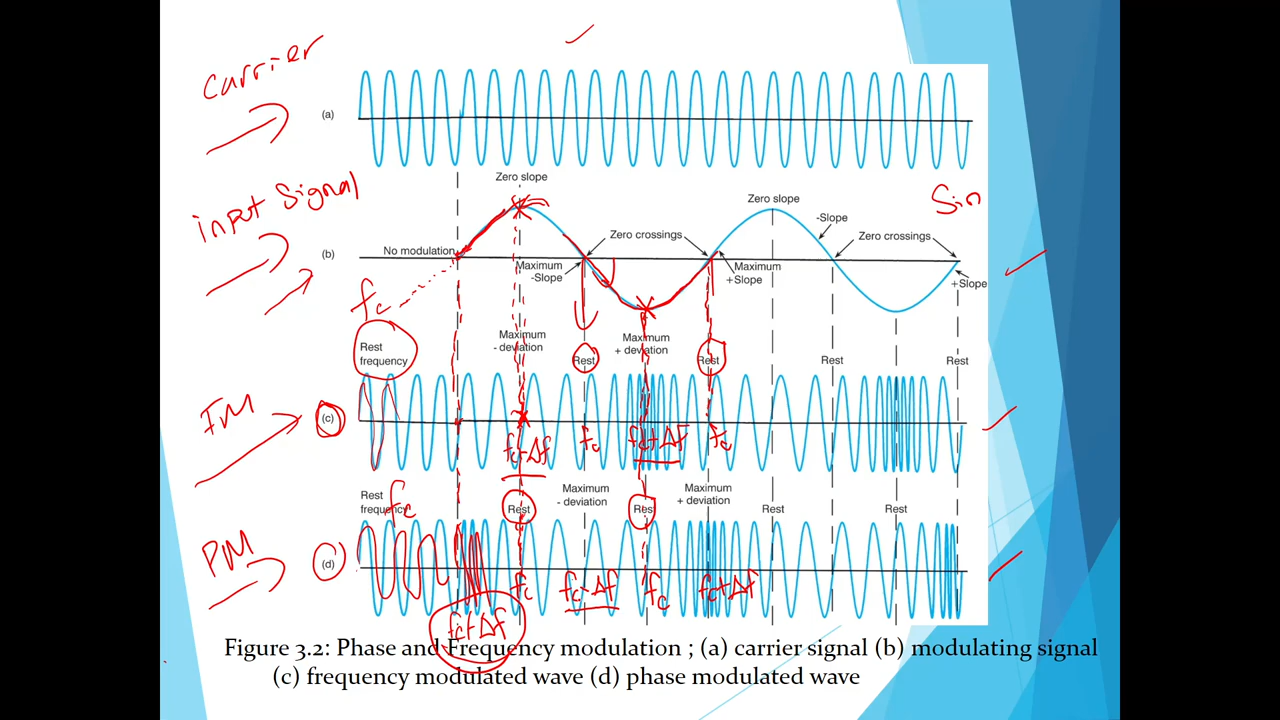 Carrier
(a)
Zero slope
Zero slope
Sin
input Signal
-Slope
Zero crossings
Zero crossings
No modulation
(b)
Maximum
-Slope
Maximum
+Slope
+Slope
fc
Rest
frequency
Maximum
- deviation
Rest
Maximum
+ deviation
Rest
Rest
Rest
FM
(c)
fc-Δf
fc
fc+Δf
fc
Rest
frequency
fc
Rest
Maximum
- deviation
Rest
Maximum
+ deviation
Rest
Rest
PM
(d)
fc+Δf
fc
fc-Δf
fc
fc+Δf
Figure 3.2: Phase and Frequency modulation ; (a) carrier signal (b) modulating signal
(c) frequency modulated wave (d) phase modulated wave